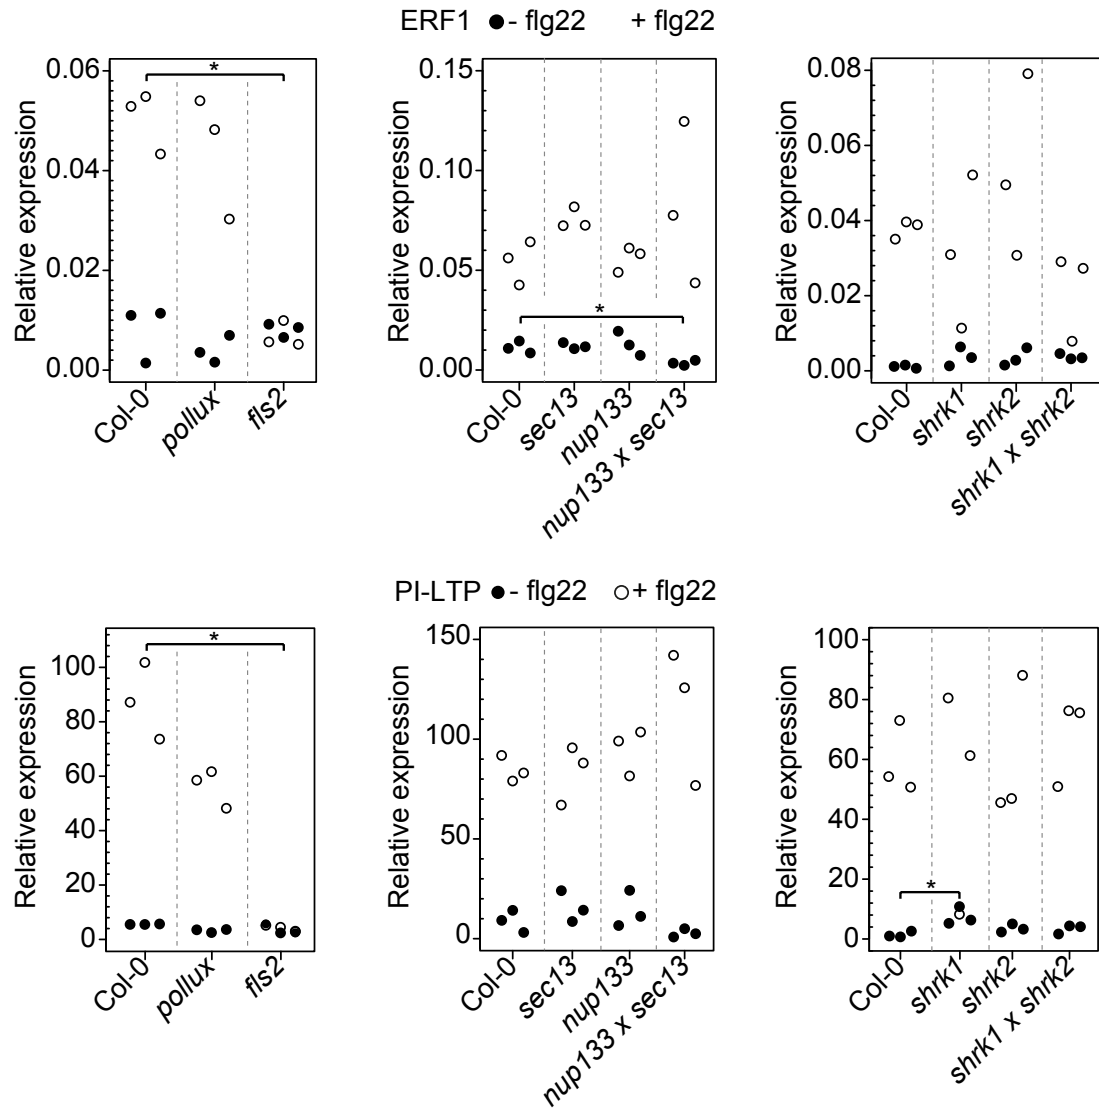 ERF1 ●- flg22 + flg22
Relative expression
0.06
0.04
0.02
0.00
*
Col-0
pollux
fls2
Relative expression
0.15
0.10
0.05
0.00
*
Col-0
sec13
nup133
nup133 x sec13
Relative expression
0.08
0.06
0.04
0.02
0.00
Col-0
shrk1
shrk2
shrk1 x shrk2
PI-LTP ●- flg22 ○+ flg22
Relative expression
100
80
60
40
20
0
*
Col-0
pollux
fls2
Relative expression
150
100
50
0
Col-0
sec13
nup133
nup133 x sec13
Relative expression
100
80
60
40
20
0
*
Col-0
shrk1
shrk2
shrk1 x shrk2